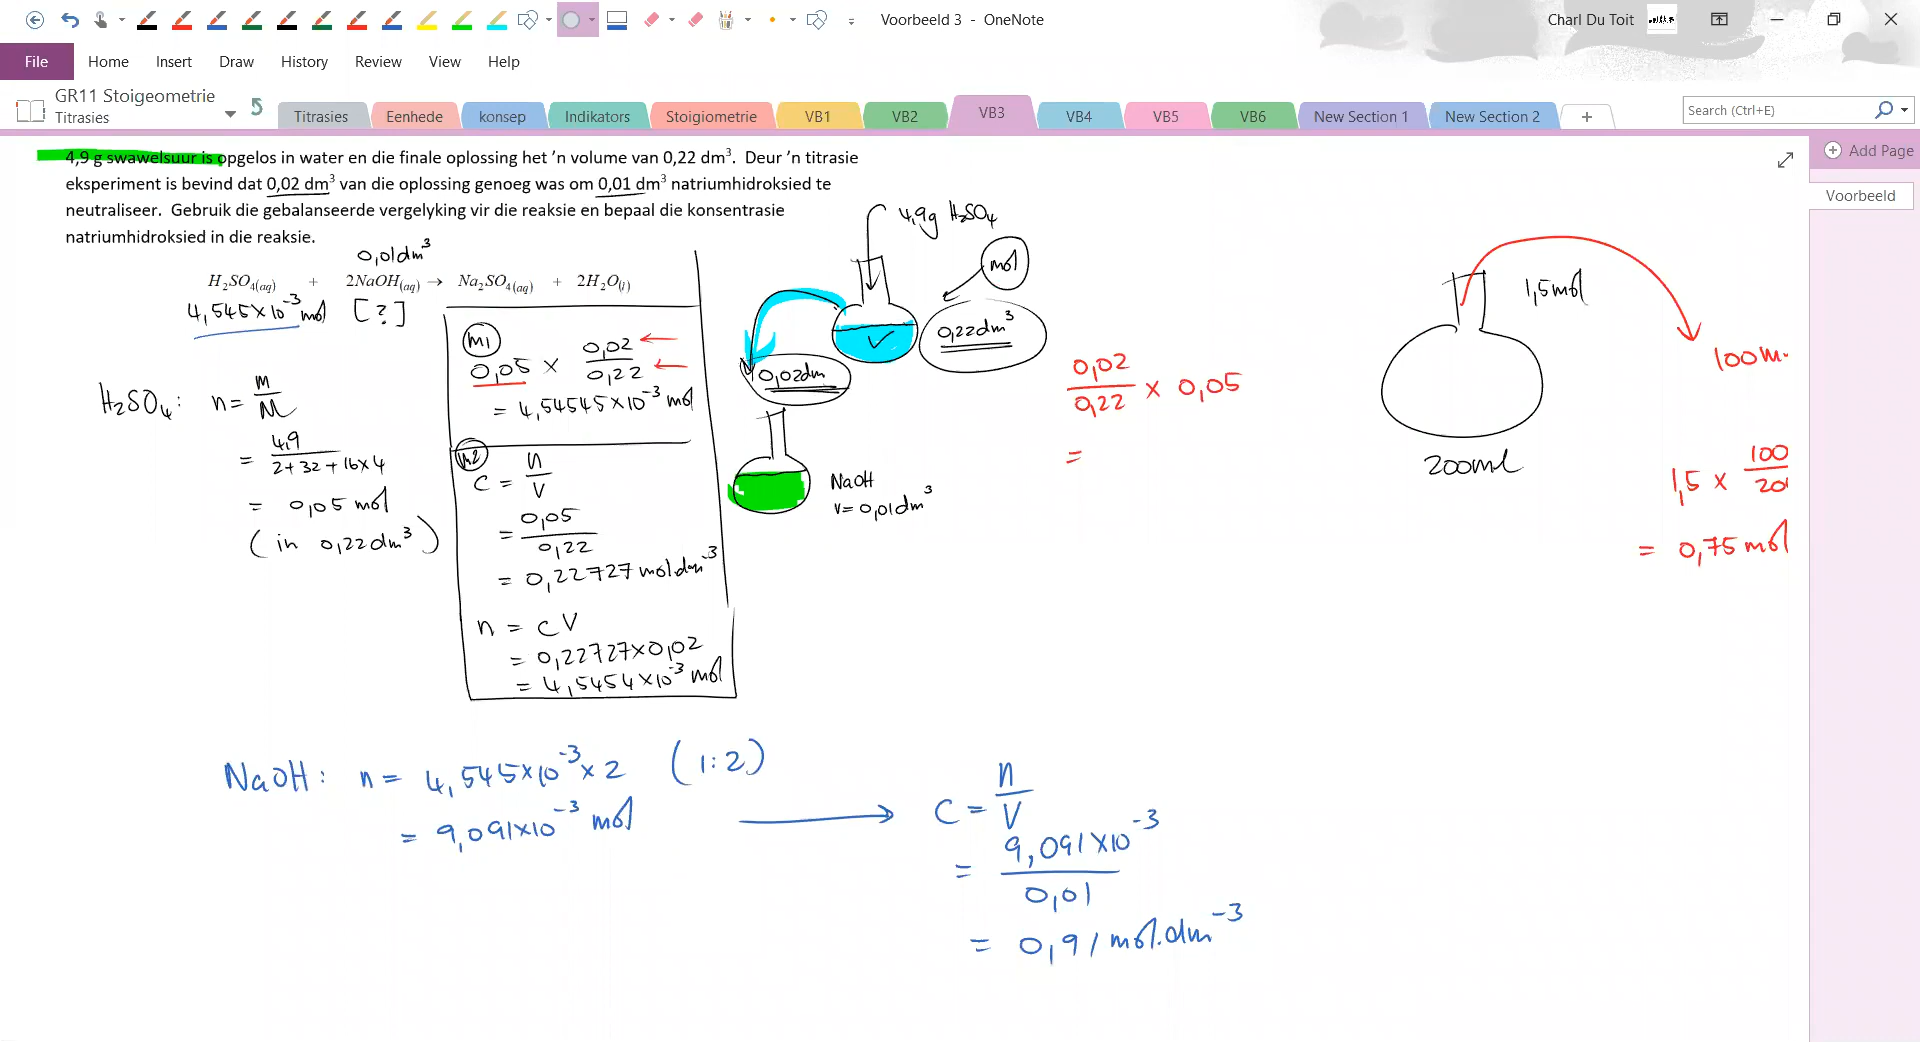 Voorbeeld 3 - OneNote
Charl Du Toit
File Home Insert Draw History Review View Help
GR11 Stoigeometrie
Titrasies
Titrasies Eenhede konsep Indikators Stoigiometrie VB1 VB2 VB3 VB4 VB5 VB6 New Section 1 New Section 2 +
Search (Ctrl+E)
Add Page
Voorbeeld
4,9 g swawelsuur is opgelos in water en die finale oplossing het 'n volume van 0,22 dm³. Deur 'n titrasie
eksperiment is bevind dat 0,02 dm³ van die oplossing genoeg was om 0,01 dm³ natriumhidroksied te
neutraliseer. Gebruik die gebalanseerde vergelyking vir die reaksie en bepaal die konsentrasie
natriumhidroksied in die reaksie.
0,01dm³
H₂SO₄(aq) + 2NaOH(aq) → Na₂SO₄(aq) + 2H₂O(l)
4,545×10⁻³ mol [?]
H₂SO₄: n = m/M
= 4,9/2+32+16×4
= 0,05 mol
(in 0,22dm³)
m1
0,05 × 0,02/0,22
= 4,54545×10⁻³ mol
m2
C = n/V
= 0,05/0,22
= 0,22727 mol.dm⁻³
n = cV
= 0,22727×0,02
= 4,5454×10⁻³ mol
4,9g H₂SO₄
mol
0,22dm³
0,02dm
NaOH
V = 0,01dm³
0,02/0,22 × 0,05
=
1,5mol
200ml
100m
1,5 × 100/20
= 0,75 mol
NaOH: n = 4,545×10⁻³×2 (1:2)
= 9,091×10⁻³ mol
C = n/V
= 9,091×10⁻³/0,01
= 0,91 mol.dm⁻³